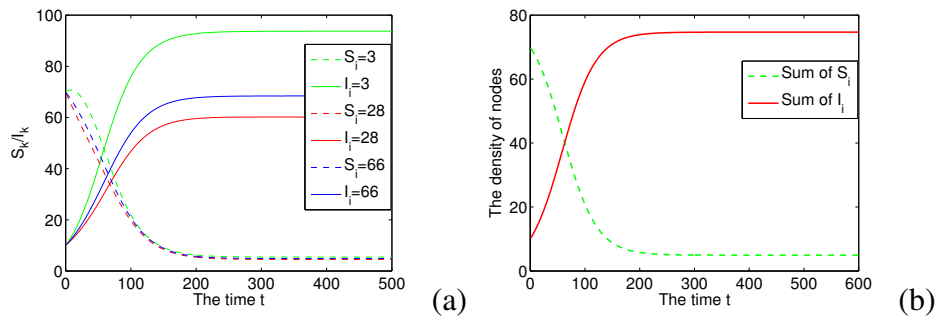 100
80
60
40
20
0
S_k/I_k
0 100 200 300 400 500
The time t
S_i=3
I_i=3
S_i=28
I_i=28
S_i=66
I_i=66
(a)
80
60
40
20
0
The density of nodes
0 100 200 300 400 500 600
The time t
Sum of S_i
Sum of I_i
(b)